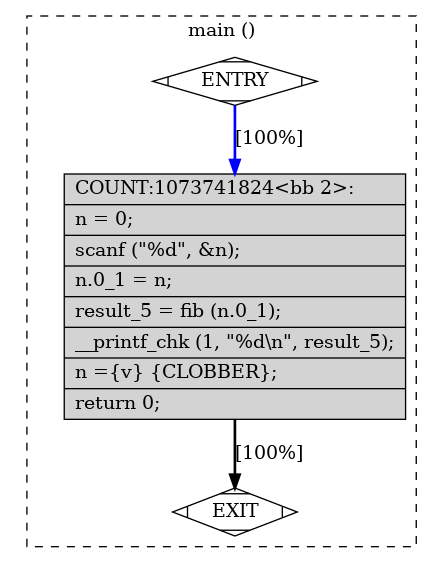 main ()
ENTRY
[100%]
COUNT:1073741824<bb 2>:
n = 0;
scanf ("%d", &n);
n.0_1 = n;
result_5 = fib (n.0_1);
__printf_chk (1, "%d\n", result_5);
n ={v} {CLOBBER};
return 0;
[100%]
EXIT